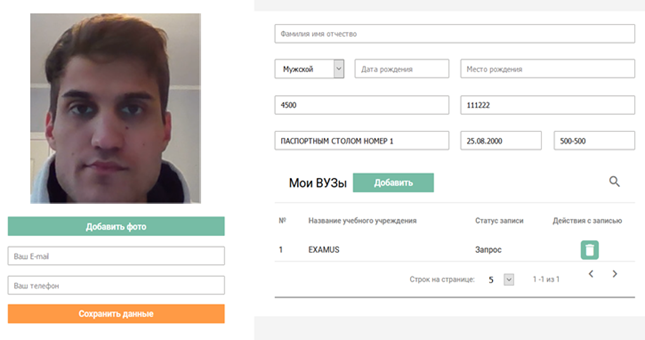 Добавить фото
Ваш E-mail
Ваш телефон
Сохранить данные
Фамилия имя отчество
Мужской Дата рождения Место рождения
4500 111222
ПАСПОРТНЫМ СТОЛОМ НОМЕР 1 25.08.2000 500-500
Мои ВУЗы Добавить
№ Название учебного учреждения Статус записи Действия с записью
1 EXAMUS Запрос
Строк на странице: 5 1 -1 из 1